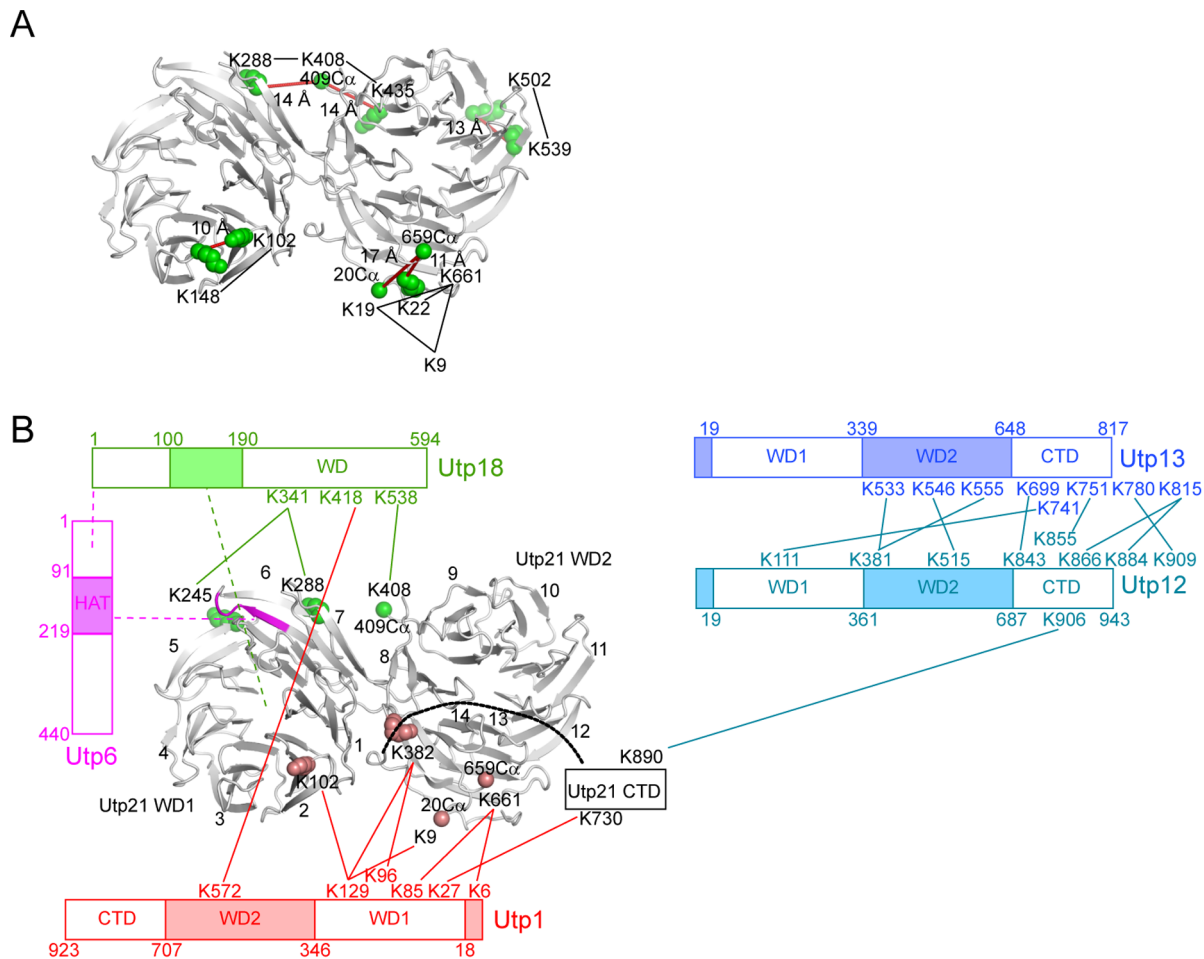 A
K288 K408
409Cα
K435
K502
14 Å
14 Å
13 Å
K539
10 Å
K102
K148
659Cα
17 Å
11 Å
20Cα
K661
K19
K22
K9
B
1 100 190 594
WD
Utp18
K341 K418 K538
1
91
HAT
219
440
Utp6
K245
6
K288
7
K408
409Cα
5
4
3
2
1
K102
Utp21 WD1
Utp21 WD2
8
9
10
11
12
13
14
K382
659Cα
K661
20Cα
K9
K890
Utp21 CTD
K730
K96
K572 K129 K85 K27 K6
CTD WD2 WD1
Utp1
923 707 346 18
19 339 648 817
WD1 WD2 CTD
Utp13
K533 K546 K555 K699 K751 K780 K815
K741
K855
K111 K381 K515 K843 K866 K884 K909
WD1 WD2 CTD
Utp12
19 361 687 K906 943